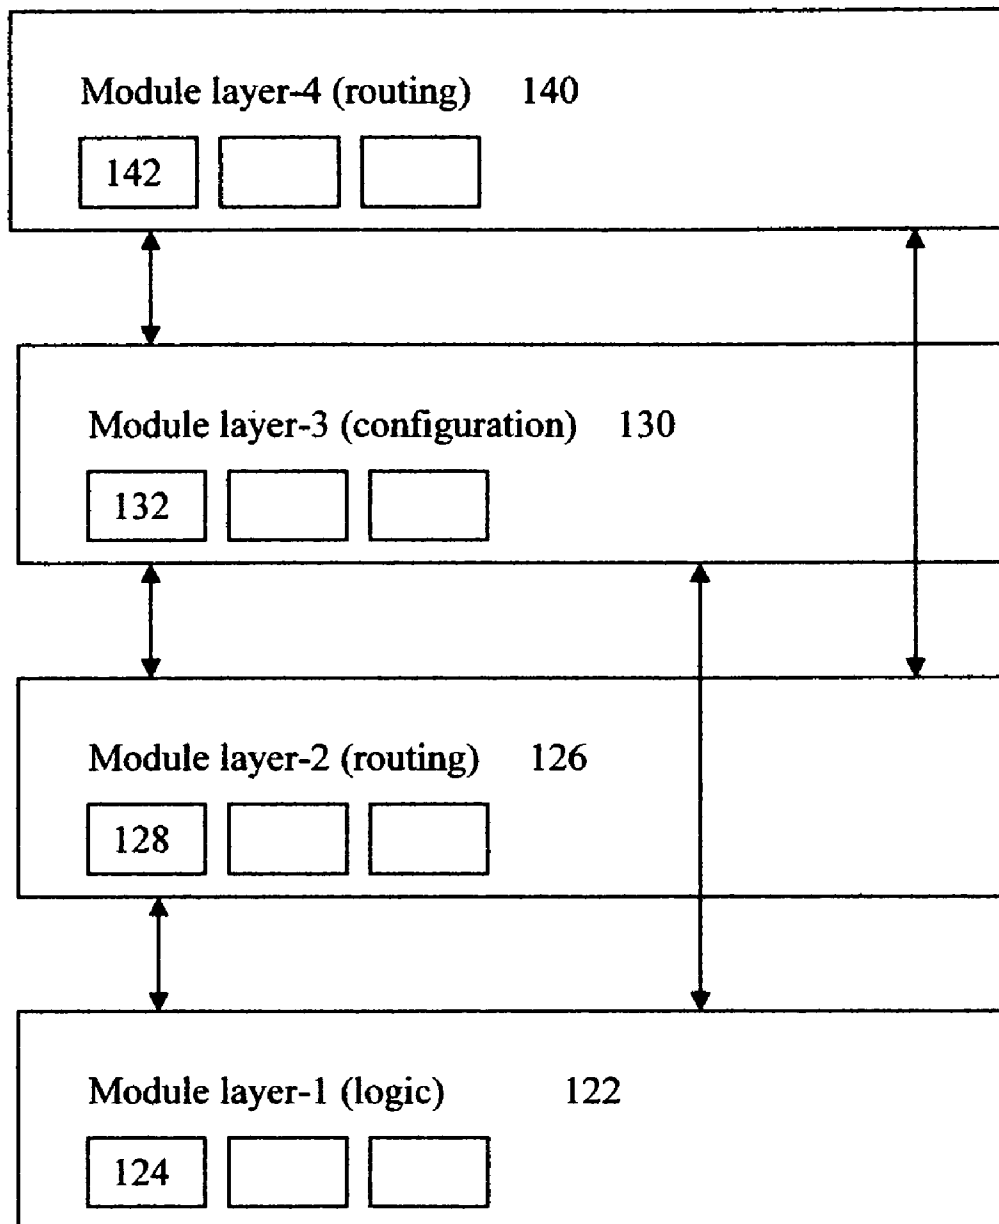 Module layer-4 (routing) 140
142
Module layer-3 (configuration) 130
132
Module layer-2 (routing) 126
128
Module layer-1 (logic) 122
124